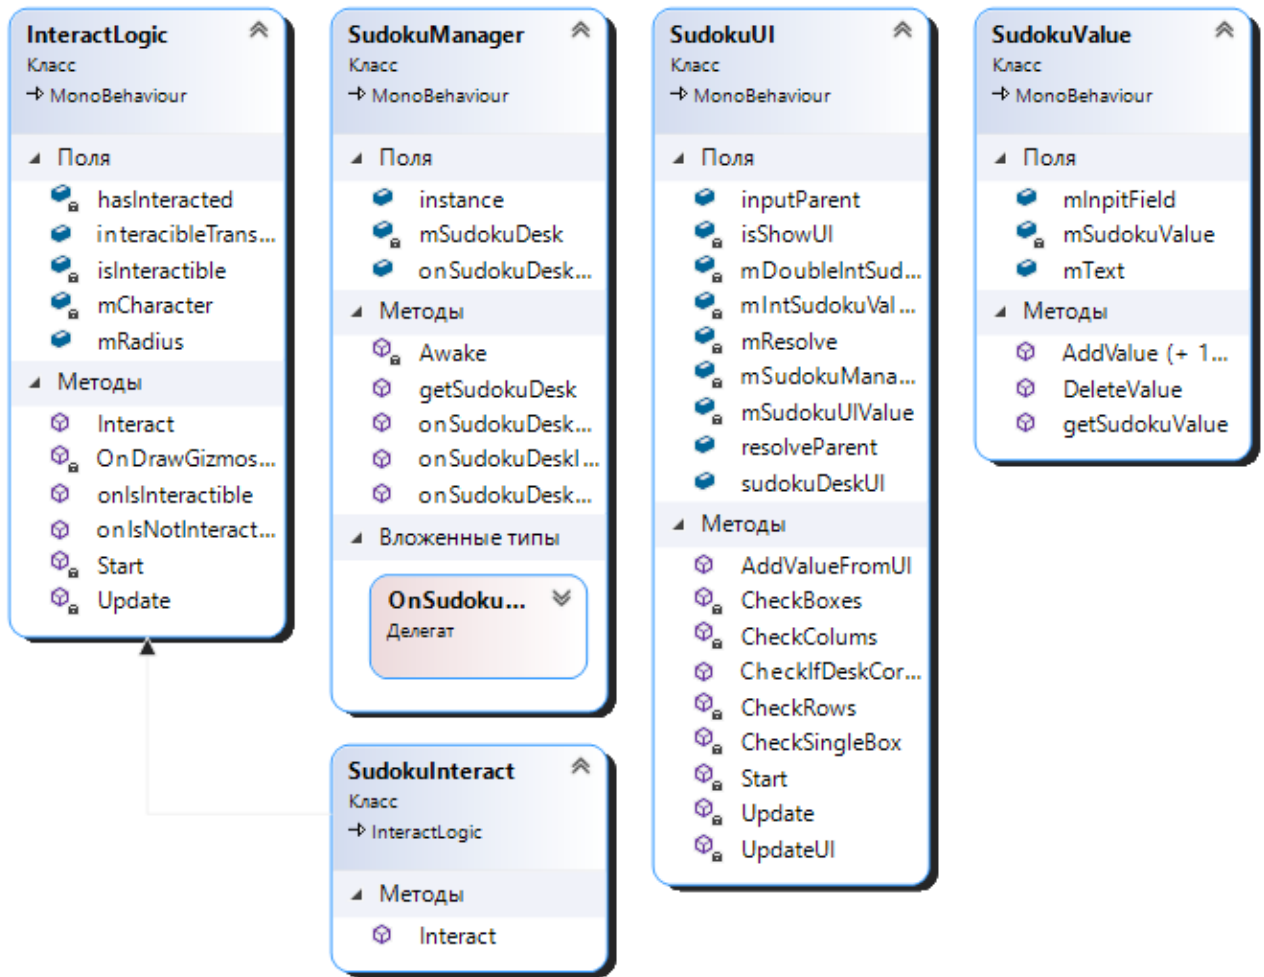 InteractLogic
Класс
MonoBehaviour
Поля
hasInteracted
interacibleTrans...
isInteractible
mCharacter
mRadius
Методы
Interact
OnDrawGizmos...
onIsInteractible
onIsNotInteract...
Start
Update
SudokuManager
Класс
MonoBehaviour
Поля
instance
mSudokuDesk
onSudokuDesk...
Методы
Awake
getSudokuDesk
onSudokuDesk...
onSudokuDeskI...
onSudokuDesk...
Вложенные типы
OnSudoku...
Делегат
SudokuInteract
Класс
InteractLogic
Методы
Interact
SudokuUI
Класс
MonoBehaviour
Поля
inputParent
isShowUI
mDoubleIntSud...
mIntSudokuVal...
mResolve
mSudokuMana...
mSudokuUIValue
resolveParent
sudokuDeskUI
Методы
AddValueFromUI
CheckBoxes
CheckColums
CheckIfDeskCor...
CheckRows
CheckSingleBox
Start
Update
UpdateUI
SudokuValue
Класс
MonoBehaviour
Поля
mInpitField
mSudokuValue
mText
Методы
AddValue (+ 1...
DeleteValue
getSudokuValue